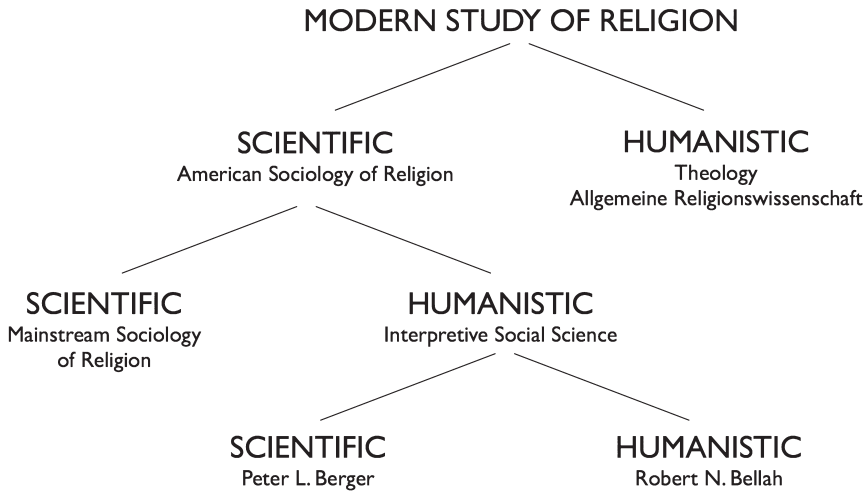 MODERN STUDY OF RELIGION
SCIENTIFIC
American Sociology of Religion
HUMANISTIC
Theology
Allgemeine Religionswissenschaft
SCIENTIFIC
Mainstream Sociology
of Religion
HUMANISTIC
Interpretive Social Science
SCIENTIFIC
Peter L. Berger
HUMANISTIC
Robert N. Bellah